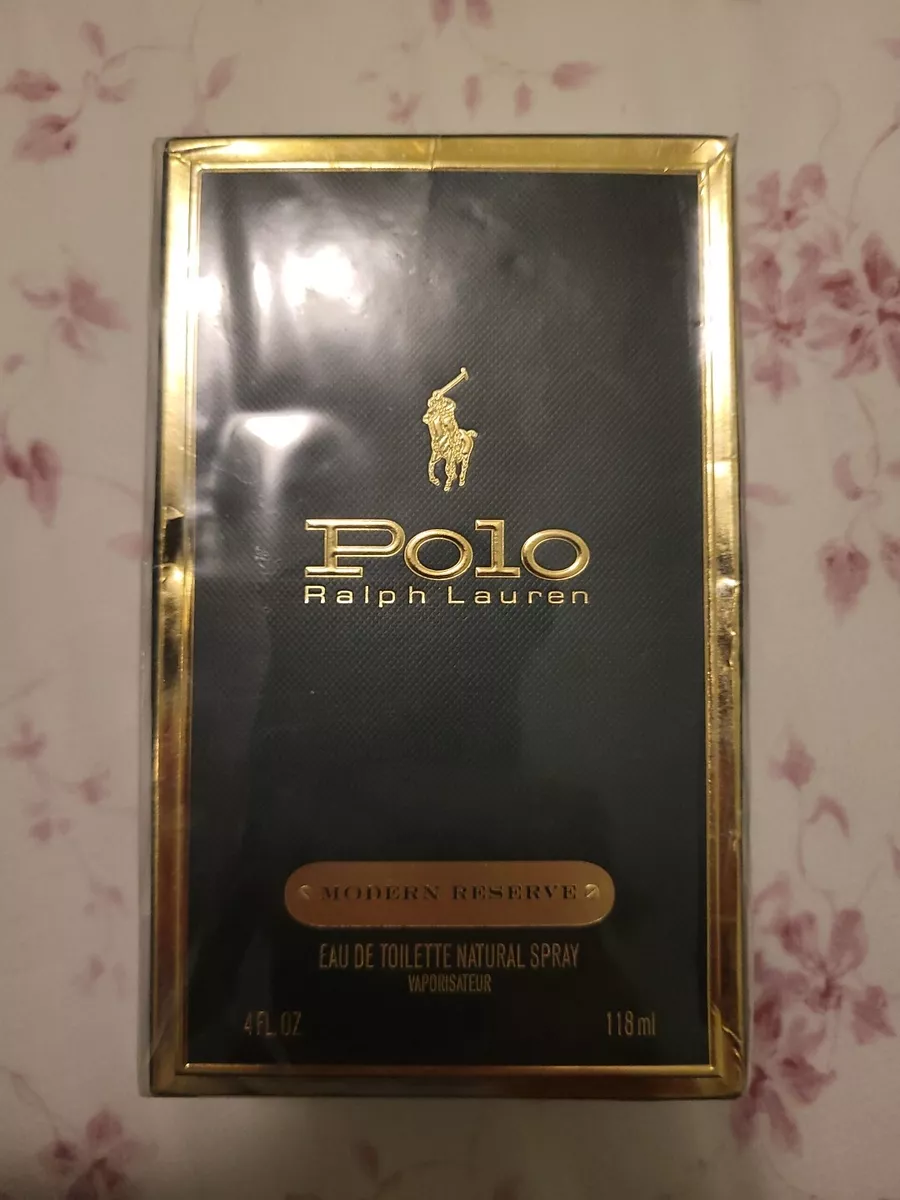 Polo
Ralph Lauren
MODERN RESERVE
EAU DE TOILETTE NATURAL SPRAY
VAPORISATEUR
4 FL. OZ
118 ml